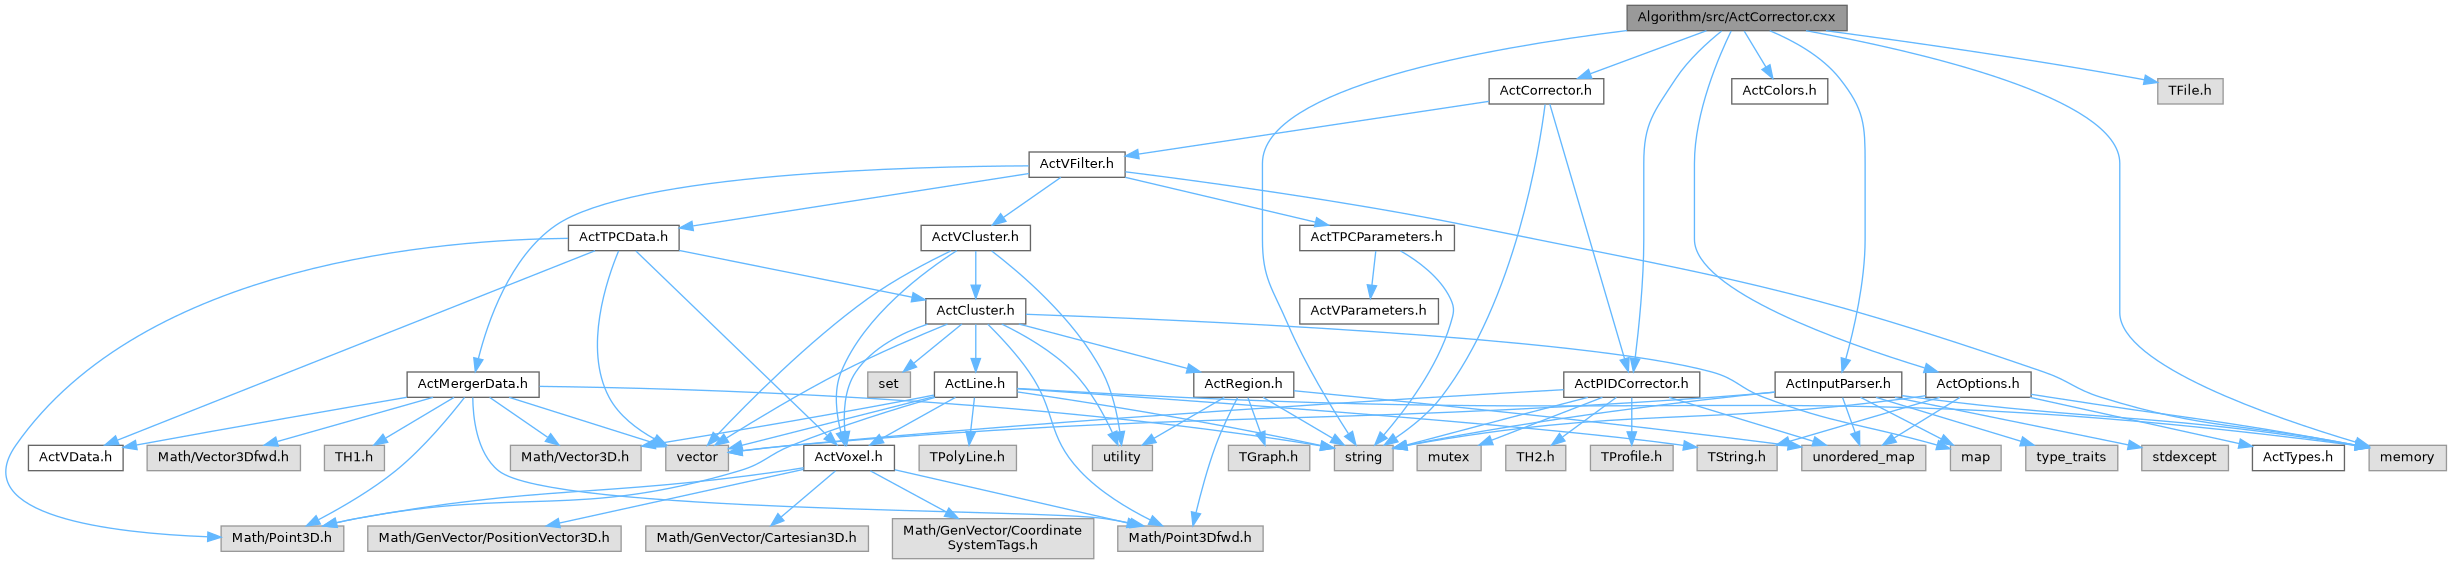 Algorithm/src/ActCorrector.cxx
ActCorrector.h
ActColors.h
TFile.h
ActVFilter.h
ActTPCData.h
ActVCluster.h
ActTPCParameters.h
ActCluster.h
ActVParameters.h
ActMergerData.h
set
ActLine.h
ActRegion.h
ActPIDCorrector.h
ActInputParser.h
ActOptions.h
ActVData.h
Math/Vector3Dfwd.h
TH1.h
Math/Vector3D.h
vector
ActVoxel.h
TPolyLine.h
utility
TGraph.h
string
mutex
TH2.h
TProfile.h
TString.h
unordered_map
map
type_traits
stdexcept
ActTypes.h
memory
Math/Point3D.h
Math/GenVector/PositionVector3D.h
Math/GenVector/Cartesian3D.h
Math/GenVector/Coordinate
SystemTags.h
Math/Point3Dfwd.h